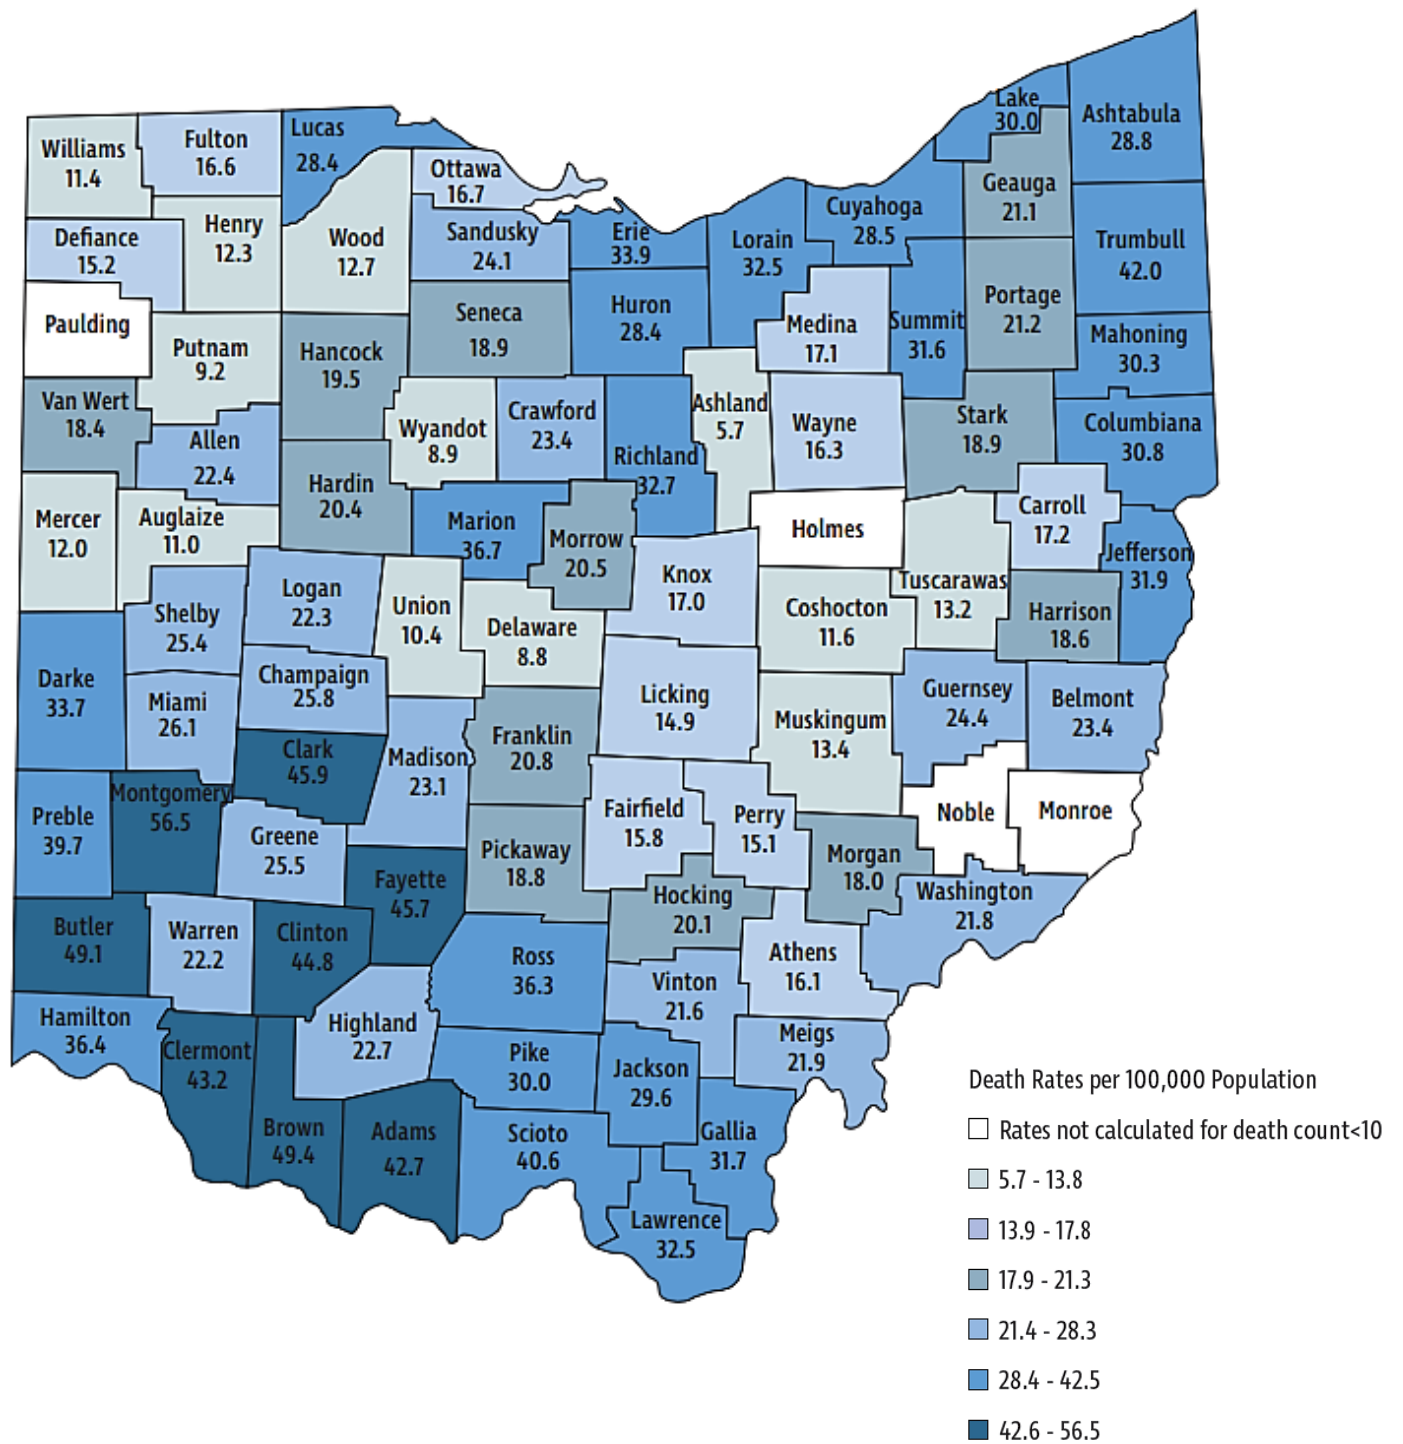 Lake
30.0
Ashtabula
28.8
Williams
11.4
Fulton
16.6
Lucas
28.4
Ottawa
16.7
Geauga
21.1
Defiance
15.2
Henry
12.3
Wood
12.7
Sandusky
24.1
Erie
33.9
Lorain
32.5
Cuyahoga
28.5
Trumbull
42.0
Paulding
Putnam
9.2
Hancock
19.5
Seneca
18.9
Huron
28.4
Medina
17.1
Summit
31.6
Portage
21.2
Mahoning
30.3
Van Wert
18.4
Allen
22.4
Wyandot
8.9
Crawford
23.4
Richland
32.7
Ashland
5.7
Wayne
16.3
Stark
18.9
Columbiana
30.8
Mercer
12.0
Auglaize
11.0
Hardin
20.4
Marion
36.7
Morrow
20.5
Holmes
Carroll
17.2
Jefferson
31.9
Shelby
25.4
Logan
22.3
Union
10.4
Delaware
8.8
Knox
17.0
Coshocton
11.6
Tuscarawas
13.2
Harrison
18.6
Darke
33.7
Miami
26.1
Champaign
25.8
Licking
14.9
Muskingum
13.4
Guernsey
24.4
Belmont
23.4
Clark
45.9
Madison
23.1
Franklin
20.8
Preble
39.7
Montgomery
56.5
Greene
25.5
Fairfield
15.8
Perry
15.1
Noble
Monroe
Fayette
45.7
Pickaway
18.8
Hocking
20.1
Morgan
18.0
Washington
21.8
Butler
49.1
Warren
22.2
Clinton
44.8
Ross
36.3
Vinton
21.6
Athens
16.1
Hamilton
36.4
Clermont
43.2
Highland
22.7
Pike
30.0
Jackson
29.6
Meigs
21.9
Brown
49.4
Adams
42.7
Scioto
40.6
Gallia
31.7
Lawrence
32.5
Death Rates per 100,000 Population
Rates not calculated for death count<10
5.7 - 13.8
13.9 - 17.8
17.9 - 21.3
21.4 - 28.3
28.4 - 42.5
42.6 - 56.5